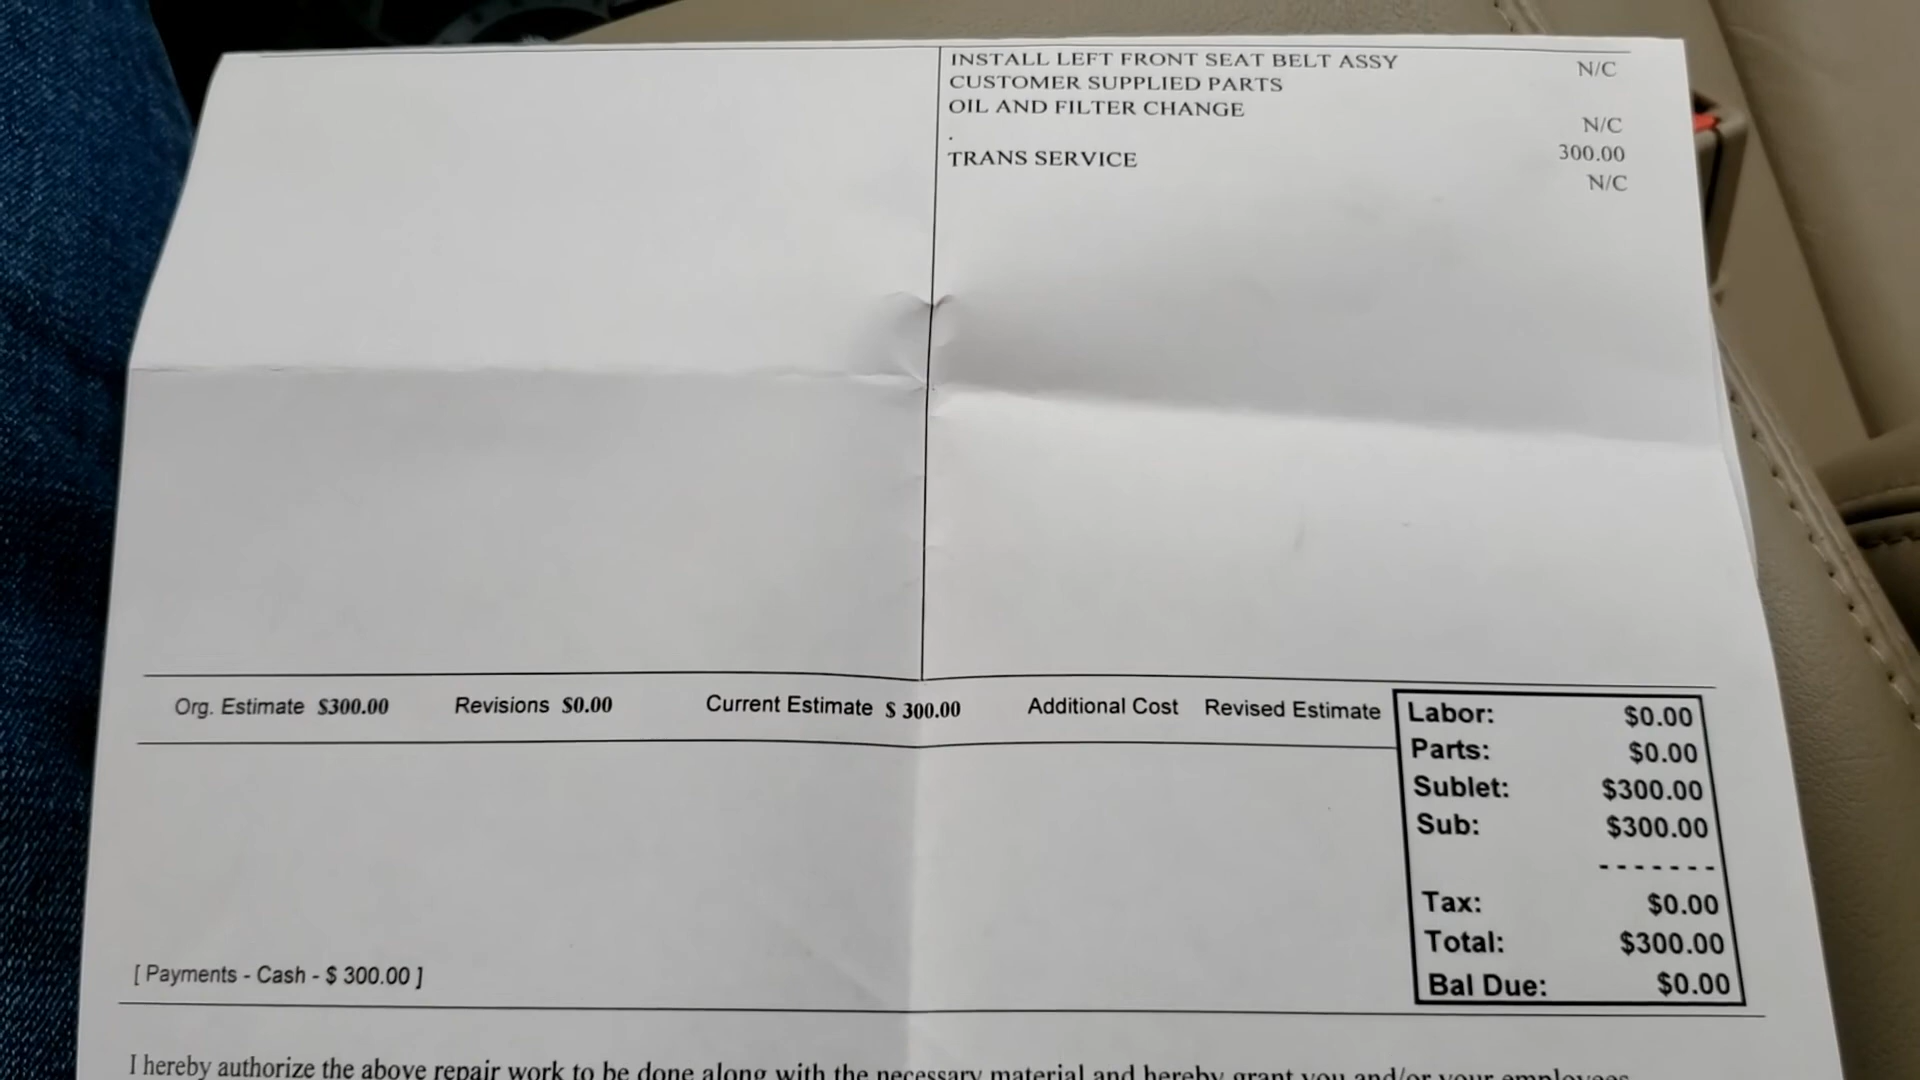 INSTALL LEFT FRONT SEAT BELT ASSY N/C
CUSTOMER SUPPLIED PARTS
OIL AND FILTER CHANGE N/C
. 300.00
TRANS SERVICE N/C
Org. Estimate $300.00 Revisions $0.00 Current Estimate $ 300.00 Additional Cost Revised Estimate
Labor: $0.00
Parts: $0.00
Sublet: $300.00
Sub: $300.00
-------
Tax: $0.00
Total: $300.00
Bal Due: $0.00
[ Payments - Cash - $ 300.00 ]
I hereby authorize the above repair work to be done along with the necessary material and hereby grant you and/or your employees